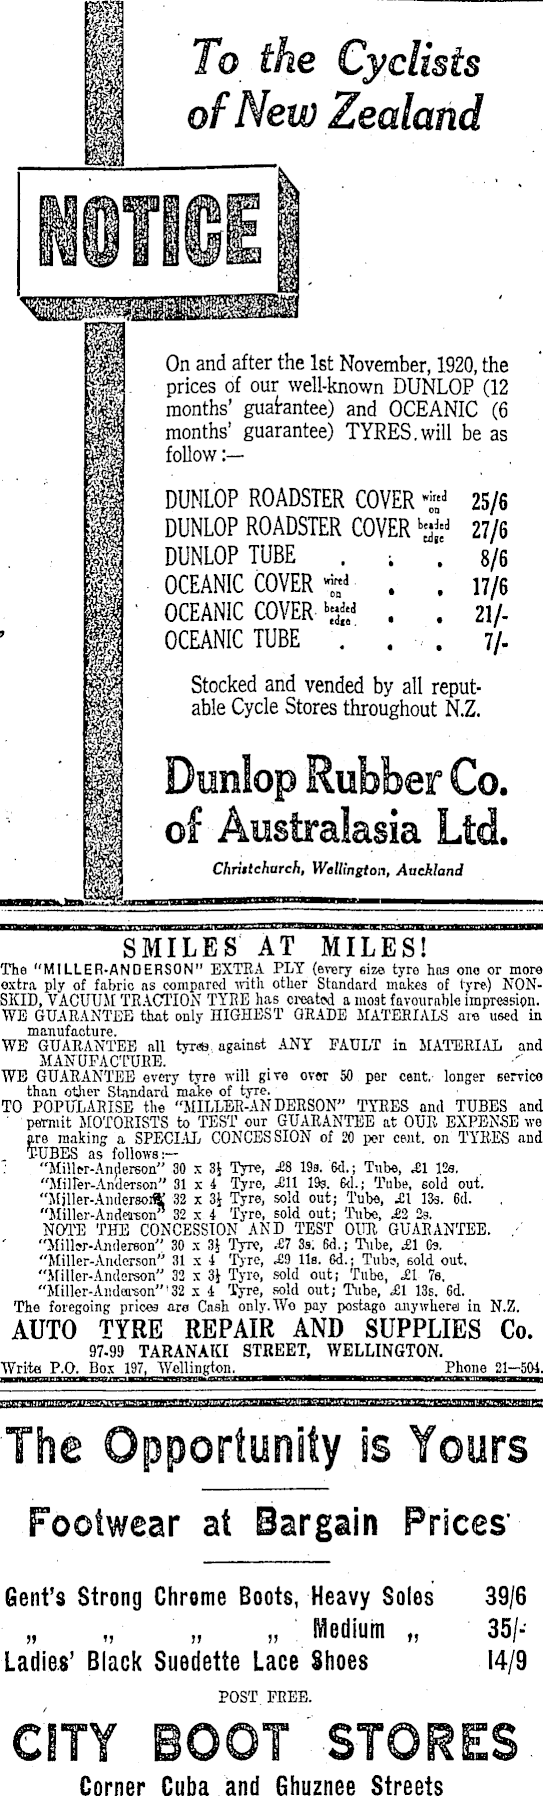 To the Cyclists
of New Zealand
NOTICE
On and after the 1st November, 1920, the
prices of our well-known DUNLOP (12
months' guarantee) and OCEANIC (6
months' guarantee) TYRES will be as
follow:—
DUNLOP ROADSTER COVER wired on 25/6
DUNLOP ROADSTER COVER beaded edge 27/6
DUNLOP TUBE . . . 8/6
OCEANIC COVER wired on . . 17/6
OCEANIC COVER beaded edge . . 21/-
OCEANIC TUBE . . . 7/-
Stocked and vended by all reput-
able Cycle Stores throughout N.Z.
Dunlop Rubber Co.
of Australasia Ltd.
Christchurch, Wellington, Auckland
SMILES AT MILES!
The "MILLER-ANDERSON" EXTRA PLY (every size tyre has one or more
extra ply of fabric as compared with other Standard makes of tyre) NON-
SKID, VACUUM TRACTION TYRE has created a most favourable impression.
WE GUARANTEE that only HIGHEST GRADE MATERIALS are used in
manufacture.
WE GUARANTEE all tyres against ANY FAULT in MATERIAL and
MANUFACTURE.
WE GUARANTEE every tyre will give over 50 per cent. longer service
than other Standard make of tyre.
TO POPULARISE the "MILLER-ANDERSON" TYRES and TUBES and
permit MOTORISTS to TEST our GUARANTEE at OUR EXPENSE we
are making a SPECIAL CONCESSION of 20 per cent. on TYRES and
TUBES as follows:—
"Miller-Anderson" 30 x 3½ Tyre, £8 19s. 6d.; Tube, £1 12s.
"Miller-Anderson" 31 x 4 Tyre, £11 19s. 6d.; Tube, sold out.
"Miller-Anderson" 32 x 3½ Tyre, sold out; Tube, £1 13s. 6d.
"Miller-Anderson" 32 x 4 Tyre, sold out; Tube, £2 2s.
NOTE THE CONCESSION AND TEST OUR GUARANTEE.
"Miller-Anderson" 30 x 3½ Tyre, £7 3s. 6d.; Tube, £1 6s.
"Miller-Anderson" 31 x 4 Tyre, £9 11s. 6d.; Tube, sold out.
"Miller-Anderson" 32 x 3½ Tyre, sold out; Tube, £1 7s.
"Miller-Anderson" 32 x 4 Tyre, sold out; Tube, £1 13s. 6d.
The foregoing prices are Cash only. We pay postage anywhere in N.Z.
AUTO TYRE REPAIR AND SUPPLIES Co.
97-99 TARANAKI STREET, WELLINGTON.
Write P.O. Box 197, Wellington. Phone 21—504.
The Opportunity is Yours
Footwear at Bargain Prices
Gent's Strong Chrome Boots, Heavy Soles 39/6
„ „ „ „ Medium „ 35/-
Ladies' Black Suedette Lace Shoes 14/9
POST FREE.
CITY BOOT STORES
Corner Cuba and Ghuznee Streets